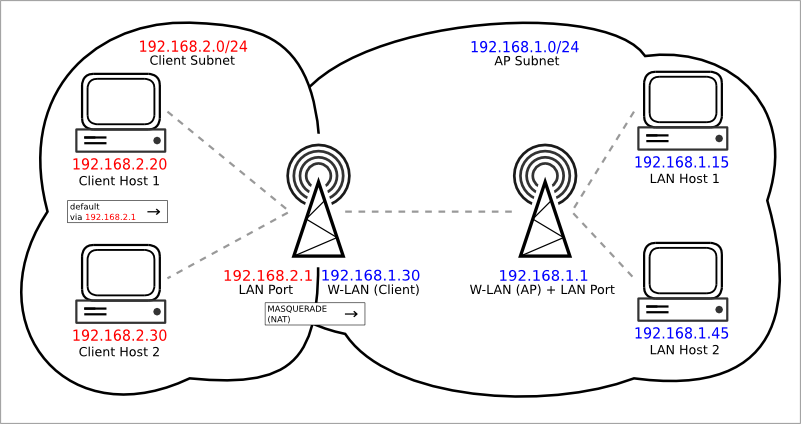 192.168.2.0/24
Client Subnet
192.168.1.0/24
AP Subnet
192.168.2.20
Client Host 1
192.168.1.15
LAN Host 1
default
via 192.168.2.1 →
192.168.2.1
LAN Port
192.168.1.30
W-LAN (Client)
192.168.1.1
W-LAN (AP) + LAN Port
MASQUERADE
(NAT) →
192.168.2.30
Client Host 2
192.168.1.45
LAN Host 2